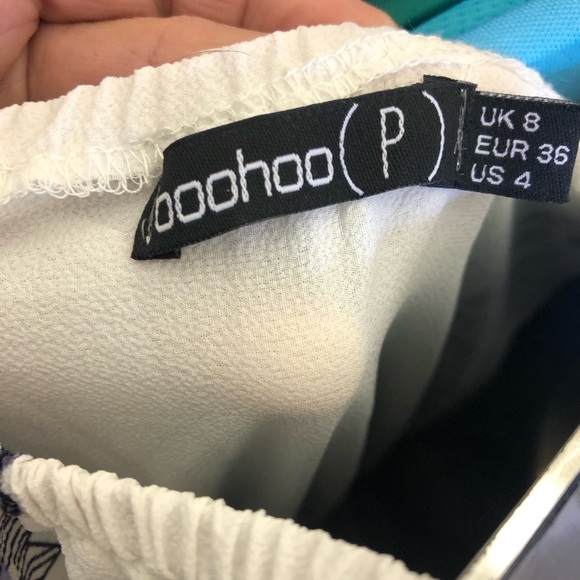 boohoo (P)
UK 8
EUR 36
US 4